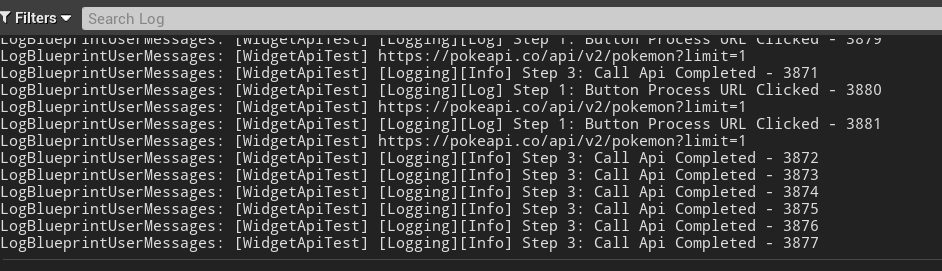 Filters
Search Log
LogBlueprintUserMessages: [WidgetApiTest] [Logging][Log] Step 1: Button Process URL Clicked - 3879
LogBlueprintUserMessages: [WidgetApiTest] https://pokeapi.co/api/v2/pokemon?limit=1
LogBlueprintUserMessages: [WidgetApiTest] [Logging][Info] Step 3: Call Api Completed - 3871
LogBlueprintUserMessages: [WidgetApiTest] [Logging][Log] Step 1: Button Process URL Clicked - 3880
LogBlueprintUserMessages: [WidgetApiTest] https://pokeapi.co/api/v2/pokemon?limit=1
LogBlueprintUserMessages: [WidgetApiTest] [Logging][Log] Step 1: Button Process URL Clicked - 3881
LogBlueprintUserMessages: [WidgetApiTest] https://pokeapi.co/api/v2/pokemon?limit=1
LogBlueprintUserMessages: [WidgetApiTest] [Logging][Info] Step 3: Call Api Completed - 3872
LogBlueprintUserMessages: [WidgetApiTest] [Logging][Info] Step 3: Call Api Completed - 3873
LogBlueprintUserMessages: [WidgetApiTest] [Logging][Info] Step 3: Call Api Completed - 3874
LogBlueprintUserMessages: [WidgetApiTest] [Logging][Info] Step 3: Call Api Completed - 3875
LogBlueprintUserMessages: [WidgetApiTest] [Logging][Info] Step 3: Call Api Completed - 3876
LogBlueprintUserMessages: [WidgetApiTest] [Logging][Info] Step 3: Call Api Completed - 3877